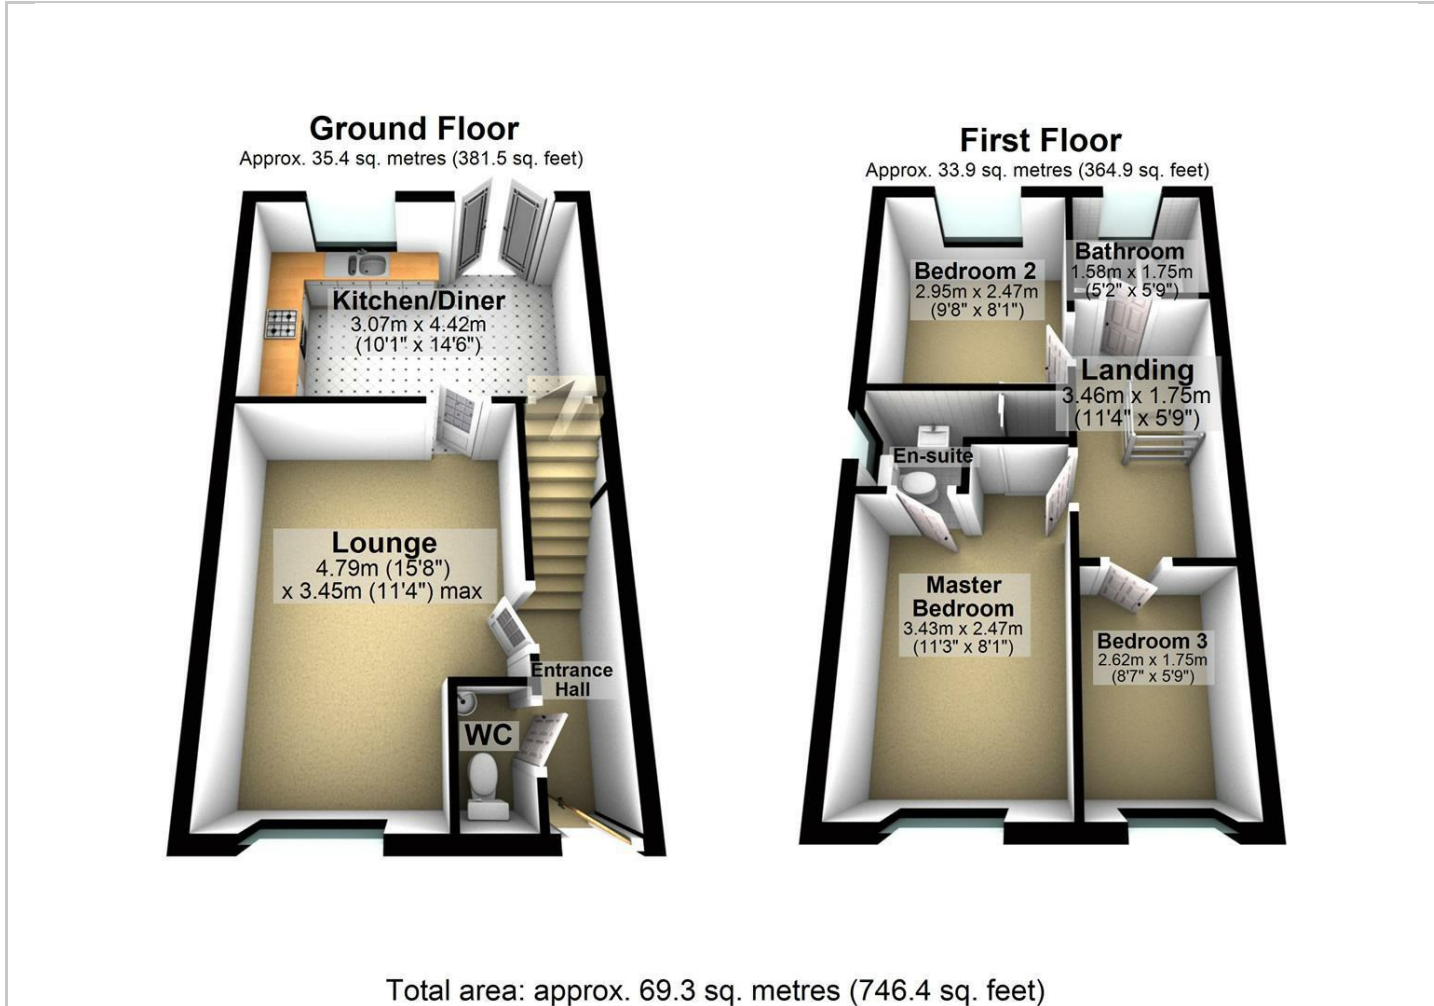 Ground Floor
Approx. 35.4 sq. metres (381.5 sq. feet)
Kitchen/Diner
3.07m x 4.42m
(10'1" x 14'6")
Lounge
4.79m (15'8")
x 3.45m (11'4") max
Entrance
Hall
WC
First Floor
Approx. 33.9 sq. metres (364.9 sq. feet)
Bedroom 2
2.95m x 2.47m
(9'8" x 8'1")
Bathroom
1.58m x 1.75m
(5'2" x 5'9")
Landing
3.46m x 1.75m
(11'4" x 5'9")
En-suite
Master
Bedroom
3.43m x 2.47m
(11'3" x 8'1")
Bedroom 3
2.62m x 1.75m
(8'7" x 5'9")
Total area: approx. 69.3 sq. metres (746.4 sq. feet)